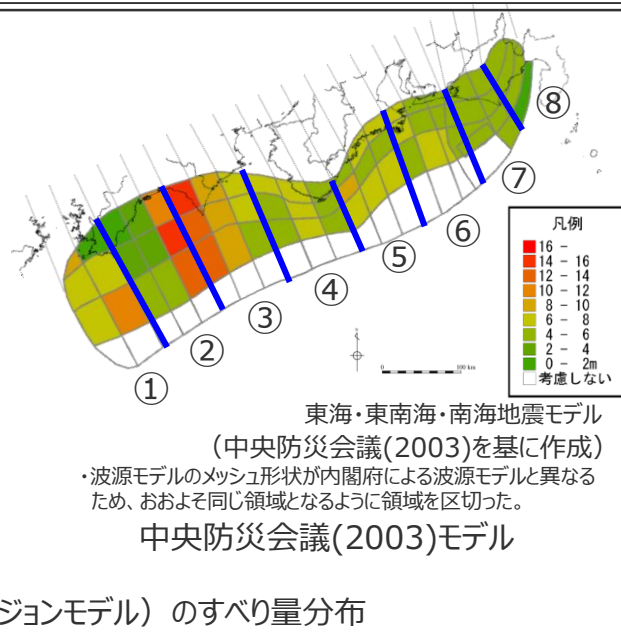 ⑧
⑦
⑥
⑤
④
③
②
①
凡例
16 -
14 - 16
12 - 14
10 - 12
8 - 10
6 - 8
4 - 6
2 - 4
0 - 2m
考慮しない
0 100 km
東海・東南海・南海地震モデル
(中央防災会議(2003)を基に作成)
・波源モデルのメッシュ形状が内閣府による波源モデルと異なる
ため、おおよそ同じ領域となるように領域を区切った。
中央防災会議(2003)モデル
ジョンモデル)のすべり量分布